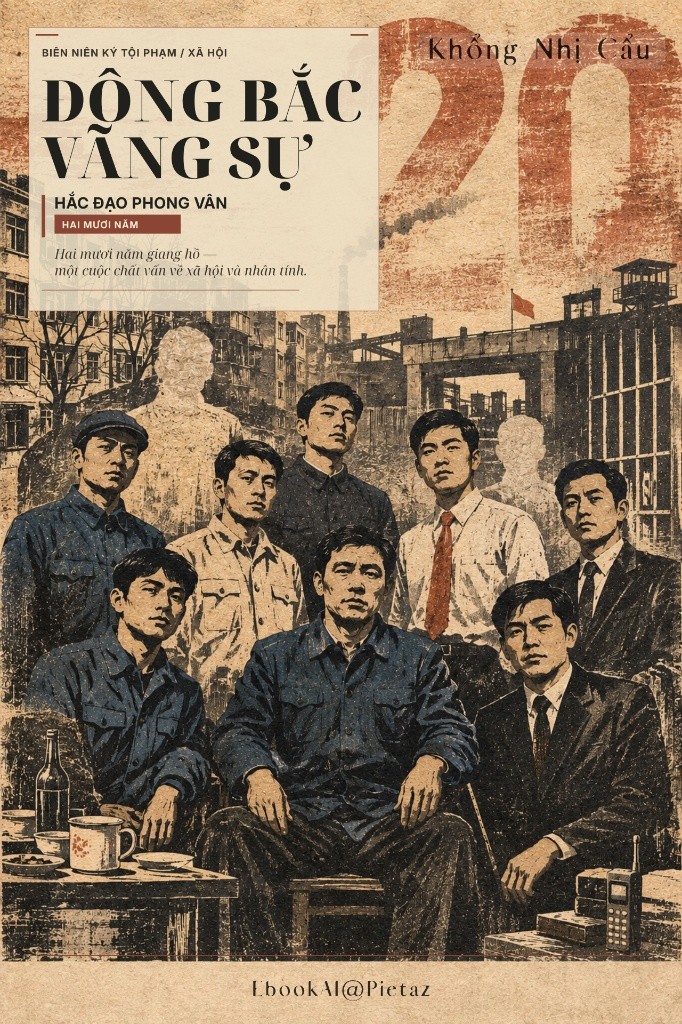 BIÊN NIÊN KÝ TỘI PHẠM / XÃ HỘI
ĐÔNG BẮC
VÃNG SỰ
HẮC ĐẠO PHONG VÂN
HAI MƯƠI NĂM
Hai mươi năm giang hồ —
một cuộc chất vấn về xã hội và nhân tính.
20
Khổng Nhị Cẩu
EbookAI@Pietaz